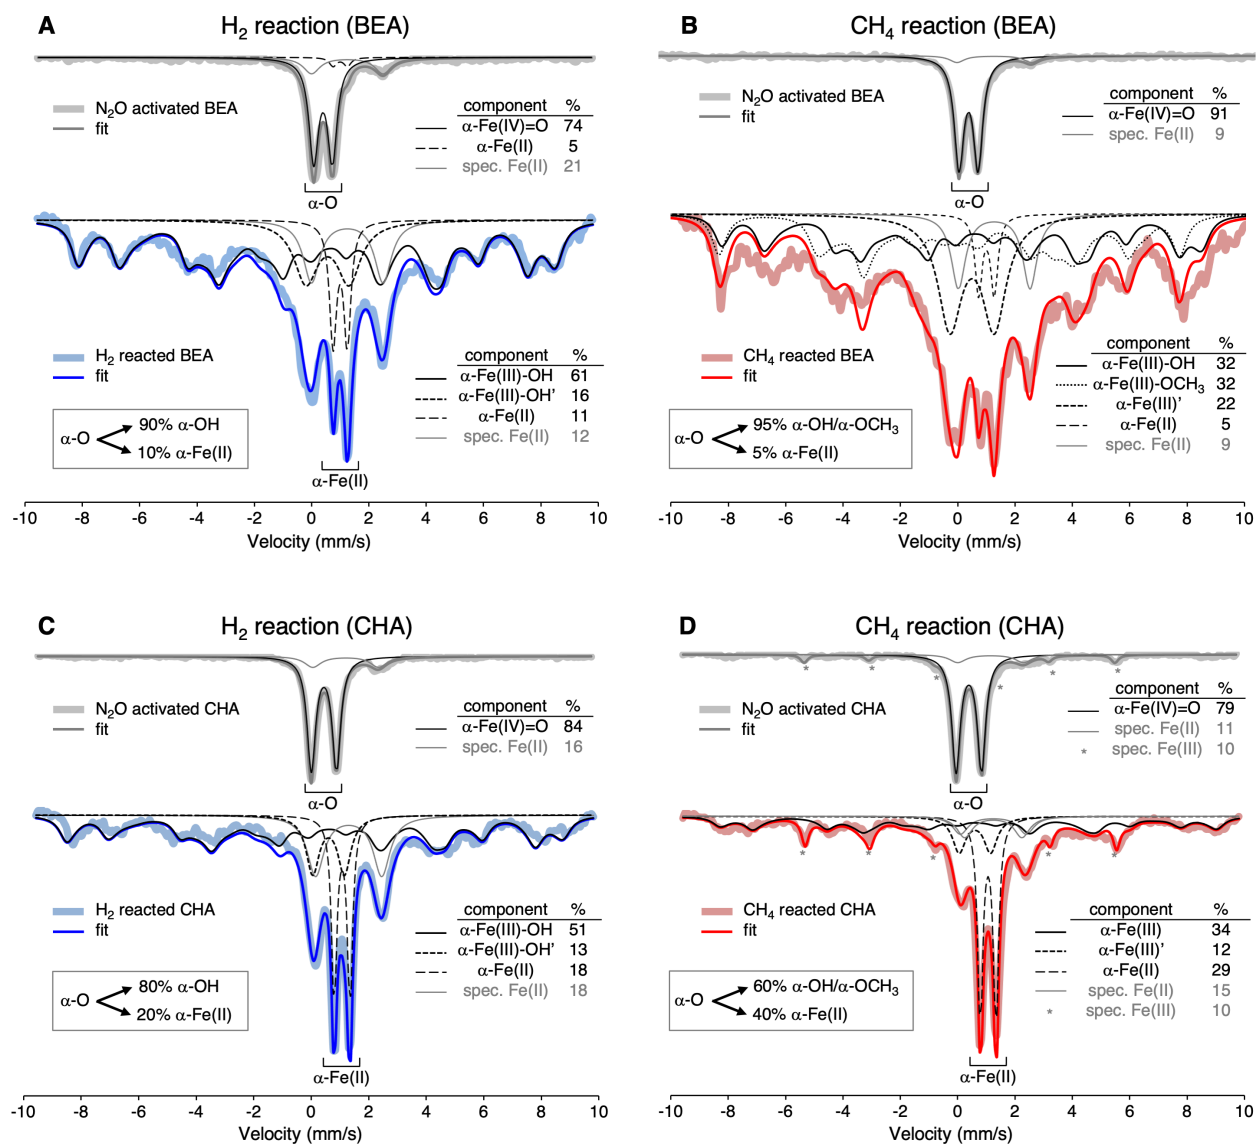 A
H2 reaction (BEA)
N2O activated BEA
fit
component %
α-Fe(IV)=O 74
α-Fe(II) 5
spec. Fe(II) 21
α-O
H2 reacted BEA
fit
component %
α-Fe(III)-OH 61
α-Fe(III)-OH' 16
α-Fe(II) 11
spec. Fe(II) 12
α-O
90% α-OH
10% α-Fe(II)
α-Fe(II)
-10 -8 -6 -4 -2 0 2 4 6 8 10
Velocity (mm/s)
B
CH4 reaction (BEA)
N2O activated BEA
fit
component %
α-Fe(IV)=O 91
spec. Fe(II) 9
α-O
CH4 reacted BEA
fit
component %
α-Fe(III)-OH 32
α-Fe(III)-OCH3 32
α-Fe(III)' 22
α-Fe(II) 5
spec. Fe(II) 9
α-O
95% α-OH/α-OCH3
5% α-Fe(II)
-10 -8 -6 -4 -2 0 2 4 6 8 10
Velocity (mm/s)
C
H2 reaction (CHA)
N2O activated CHA
fit
component %
α-Fe(IV)=O 84
spec. Fe(II) 16
α-O
H2 reacted CHA
fit
component %
α-Fe(III)-OH 51
α-Fe(III)-OH' 13
α-Fe(II) 18
spec. Fe(II) 18
α-O
80% α-OH
20% α-Fe(II)
α-Fe(II)
-10 -8 -6 -4 -2 0 2 4 6 8 10
Velocity (mm/s)
D
CH4 reaction (CHA)
* * * * * *
N2O activated CHA
fit
component %
α-Fe(IV)=O 79
spec. Fe(II) 11
* spec. Fe(III) 10
α-O
* * * * *
CH4 reacted CHA
fit
component %
α-Fe(III) 34
α-Fe(III)' 12
α-Fe(II) 29
spec. Fe(II) 15
* spec. Fe(III) 10
α-O
60% α-OH/α-OCH3
40% α-Fe(II)
α-Fe(II)
-10 -8 -6 -4 -2 0 2 4 6 8 10
Velocity (mm/s)